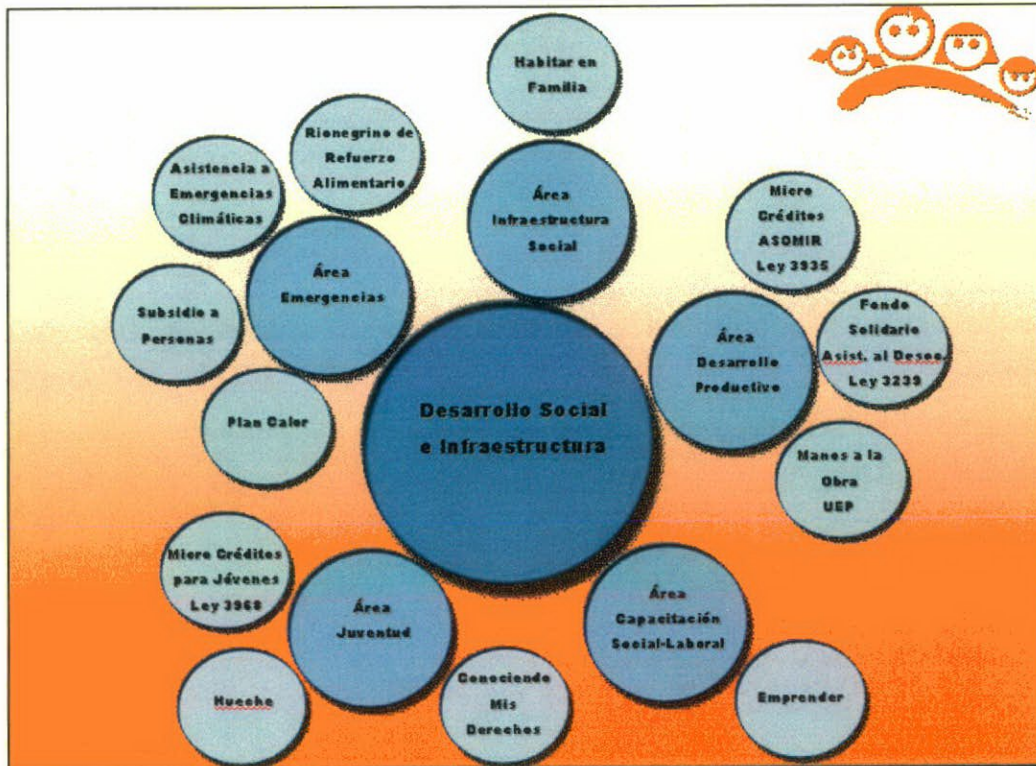 Habitar en
Familia
Rionegrino de
Refuerzo
Alimentario
Asistencia a
Emergencias
Climáticas
Área
Infraestructura
Social
Micro
Créditos
ASOMIR
Ley 3935
Área
Emergencias
Subsidio a
Personas
Fondo
Solidario
Asist. al Desoc.
Ley 3239
Área
Desarrollo
Productivo
Plan Calor
Desarrollo Social
e Infraestructura
Manos a la
Obra
UEP
Micro Créditos
para Jóvenes
Ley 3968
Área
Juventud
Área
Capacitación
Social-Laboral
Hueche
Conociendo
Mis
Derechos
Emprender